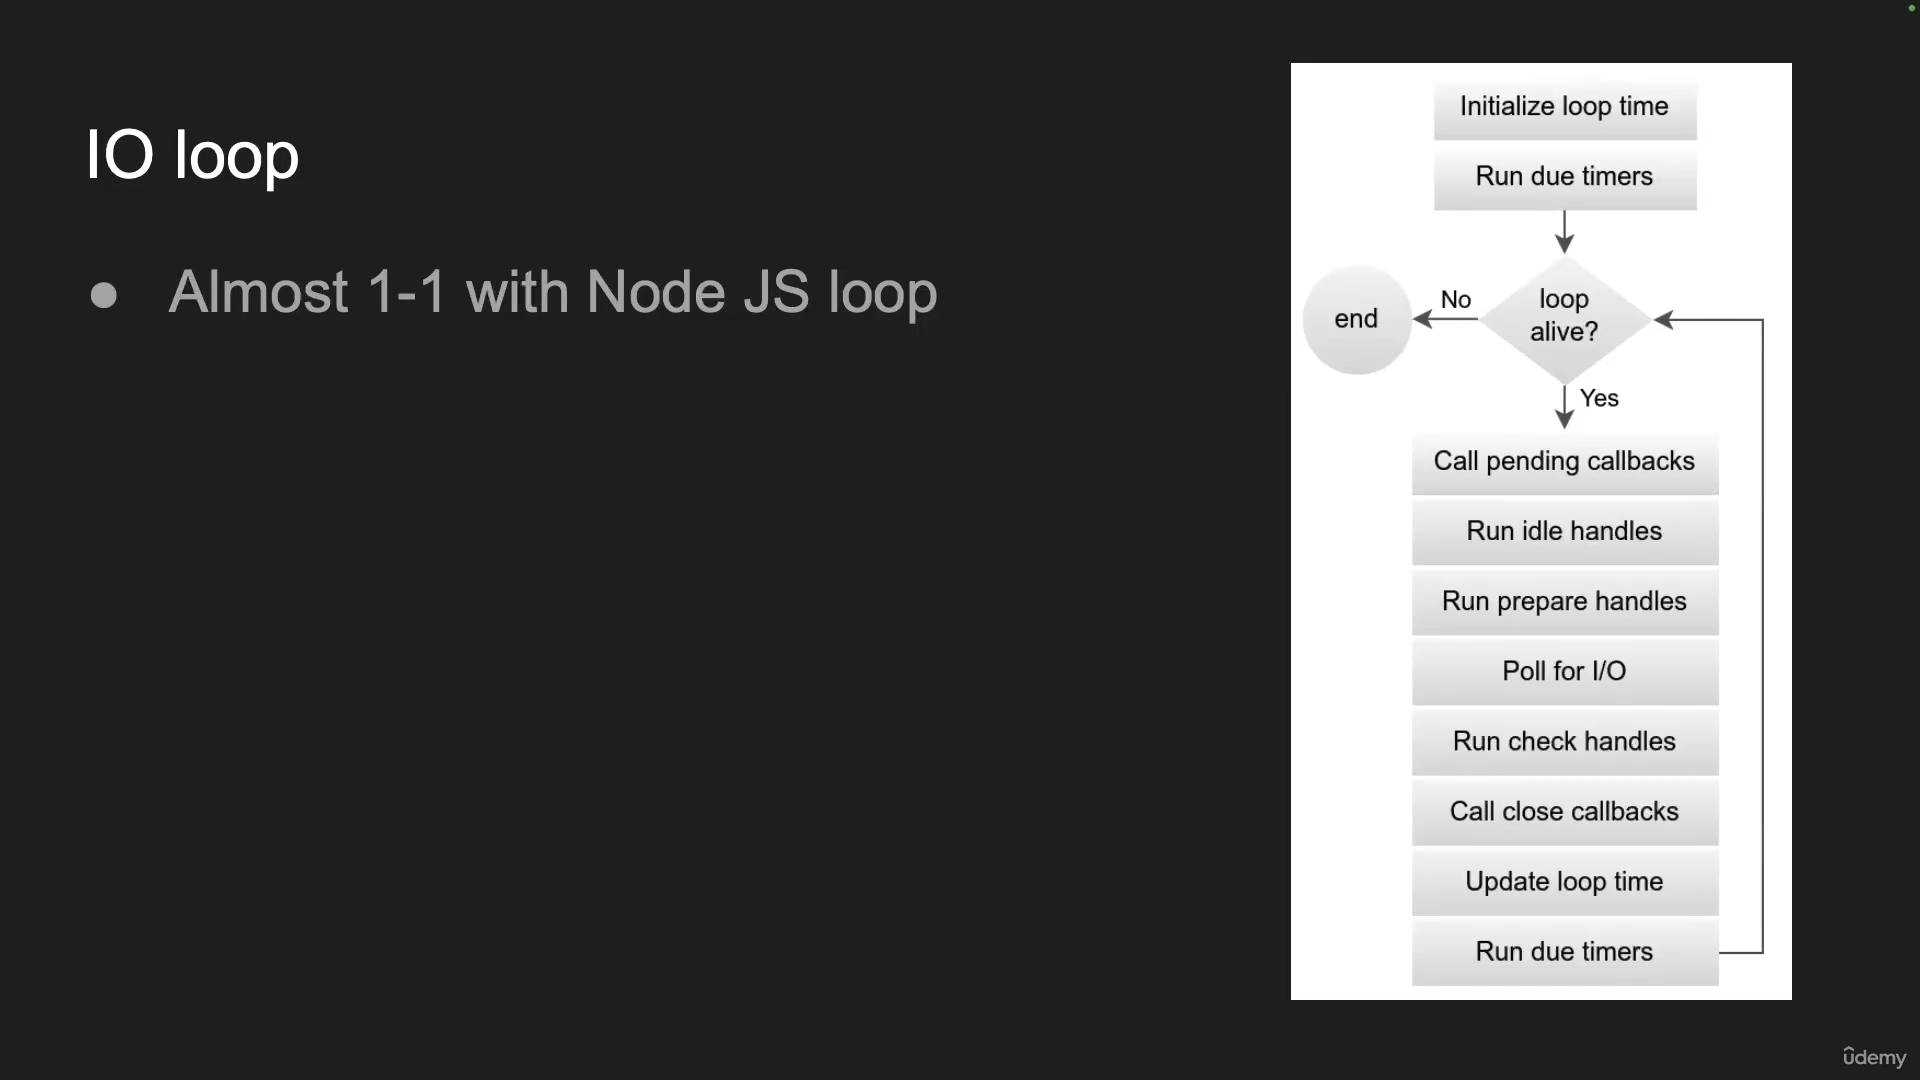 IO loop
● Almost 1-1 with Node JS loop
Initialize loop time
Run due timers
loop
alive?
No
end
Yes
Call pending callbacks
Run idle handles
Run prepare handles
Poll for I/O
Run check handles
Call close callbacks
Update loop time
Run due timers
ûdemy